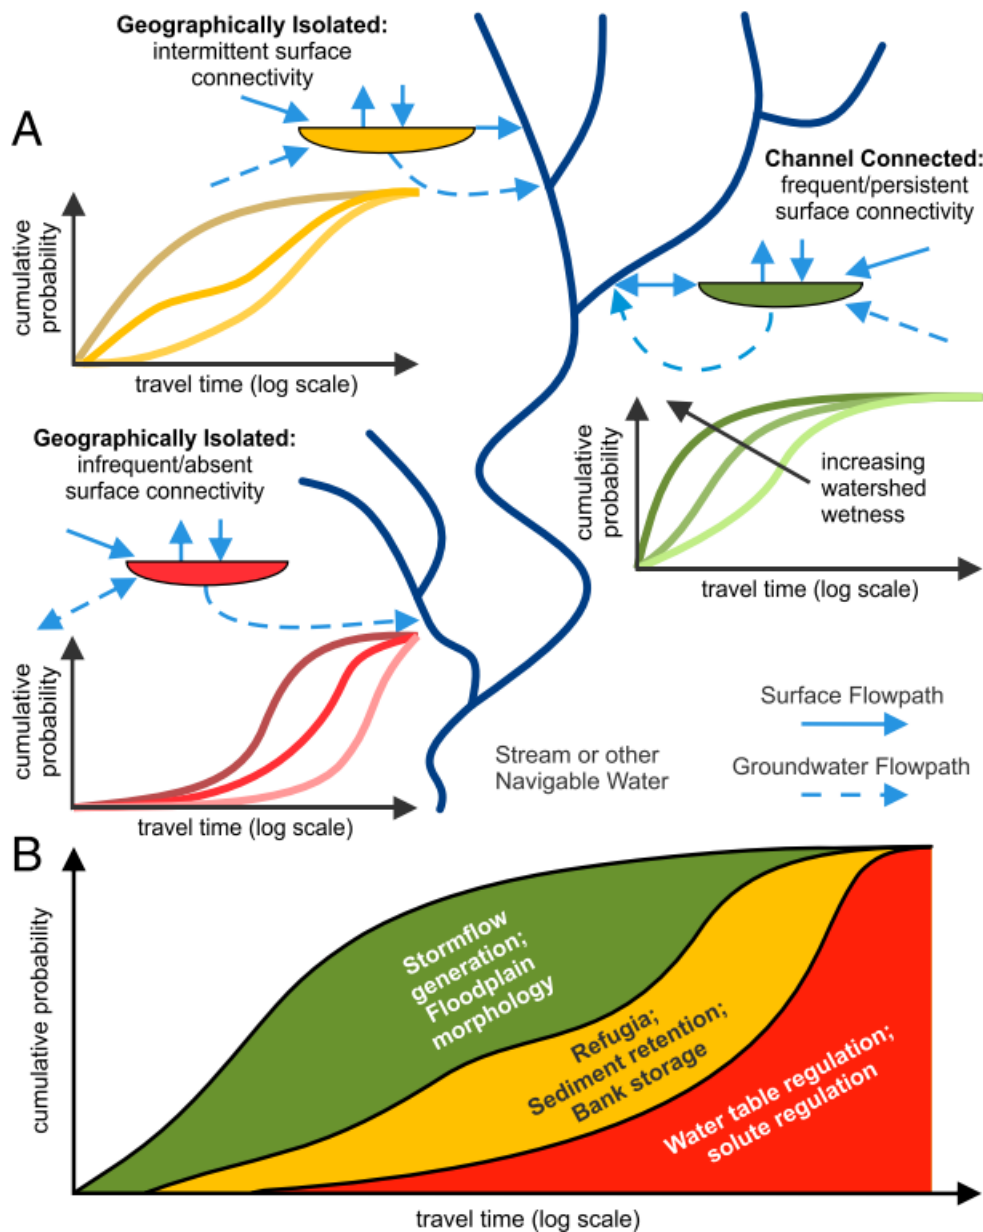 Geographically Isolated:
intermittent surface
connectivity
A
Channel Connected:
frequent/persistent
surface connectivity
cumulative
probability
travel time (log scale)
Geographically Isolated:
infrequent/absent
surface connectivity
cumulative
probability
increasing
watershed
wetness
travel time (log scale)
cumulative
probability
travel time (log scale)
Stream or other
Navigable Water
Surface Flowpath
Groundwater Flowpath
B
cumulative probability
Stormflow
generation;
Floodplain
morphology
Refugia;
Sediment retention;
Bank storage
Water table regulation;
solute regulation
travel time (log scale)